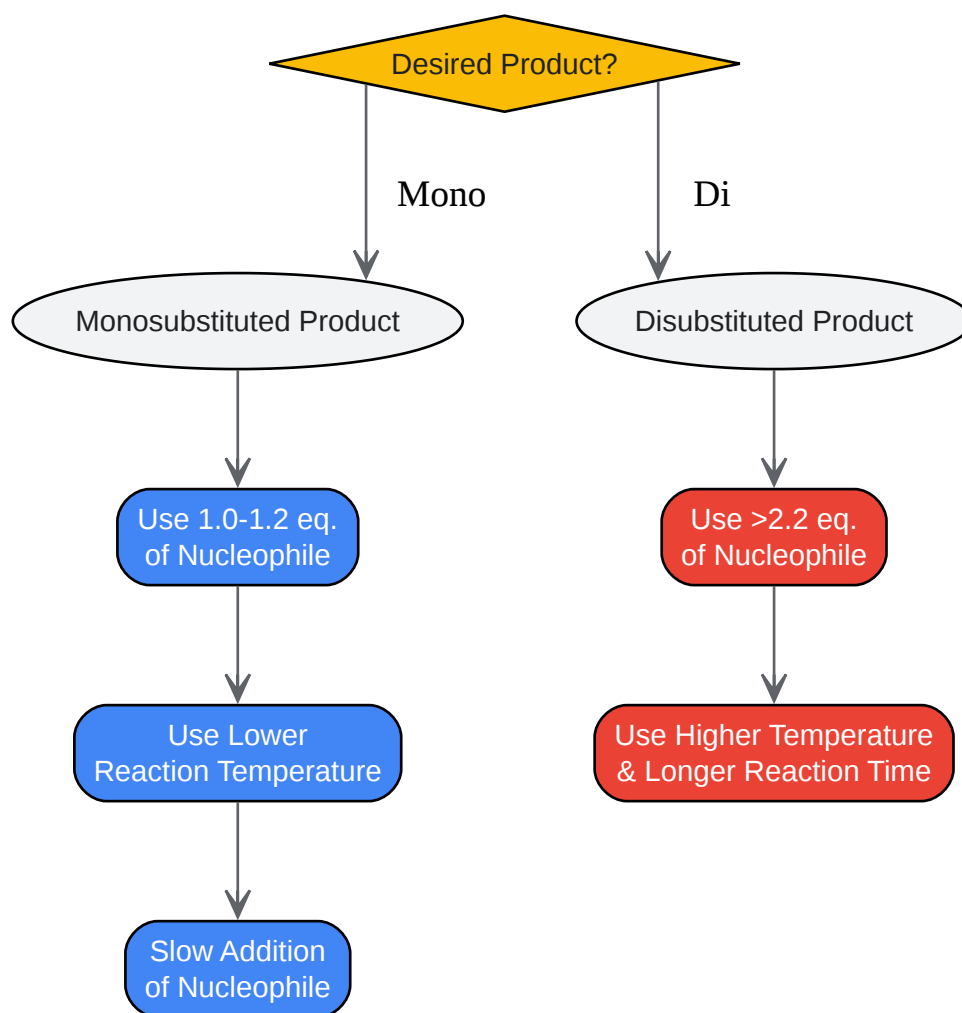 Desired Product?
Mono
Di
Monosubstituted Product
Disubstituted Product
Use 1.0-1.2 eq.
of Nucleophile
Use >2.2 eq.
of Nucleophile
Use Lower
Reaction Temperature
Use Higher Temperature
& Longer Reaction Time
Slow Addition
of Nucleophile